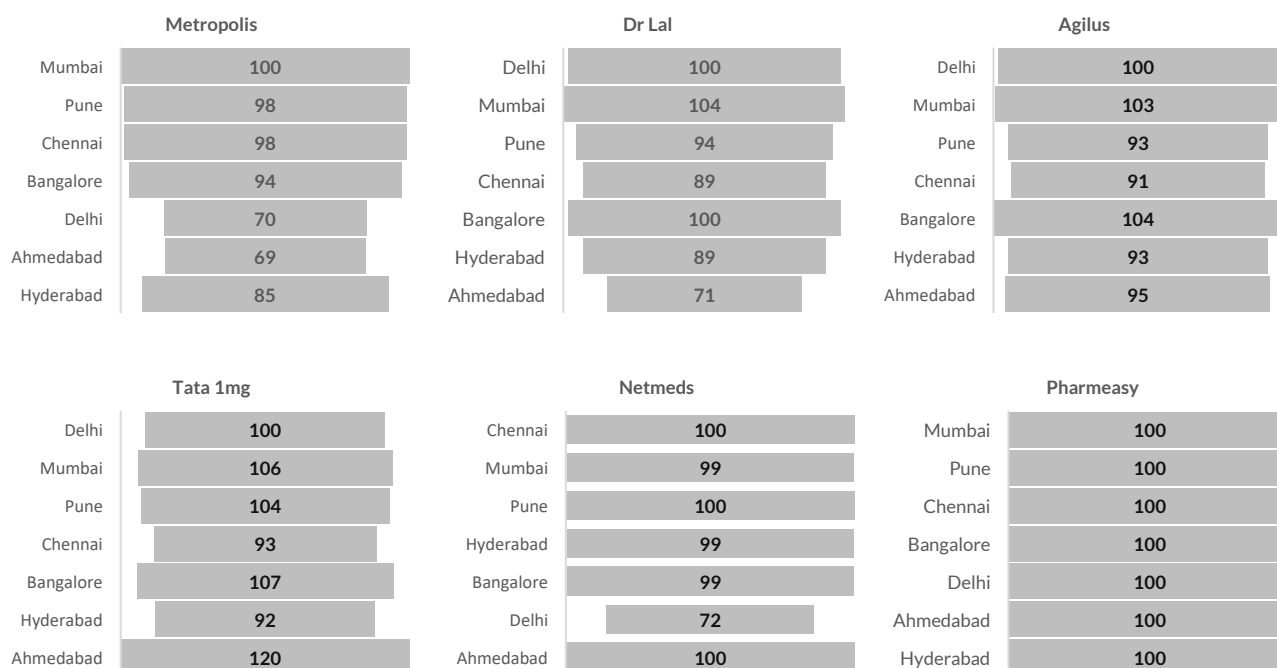 Metropolis
Mumbai 100
Pune 98
Chennai 98
Bangalore 94
Delhi 70
Ahmedabad 69
Hyderabad 85
Dr Lal
Delhi 100
Mumbai 104
Pune 94
Chennai 89
Bangalore 100
Hyderabad 89
Ahmedabad 71
Agilus
Delhi 100
Mumbai 103
Pune 93
Chennai 91
Bangalore 104
Hyderabad 93
Ahmedabad 95
Tata 1mg
Delhi 100
Mumbai 106
Pune 104
Chennai 93
Bangalore 107
Hyderabad 92
Ahmedabad 120
Netmeds
Chennai 100
Mumbai 99
Pune 100
Hyderabad 99
Bangalore 99
Delhi 72
Ahmedabad 100
Pharmeasy
Mumbai 100
Pune 100
Chennai 100
Bangalore 100
Delhi 100
Ahmedabad 100
Hyderabad 100